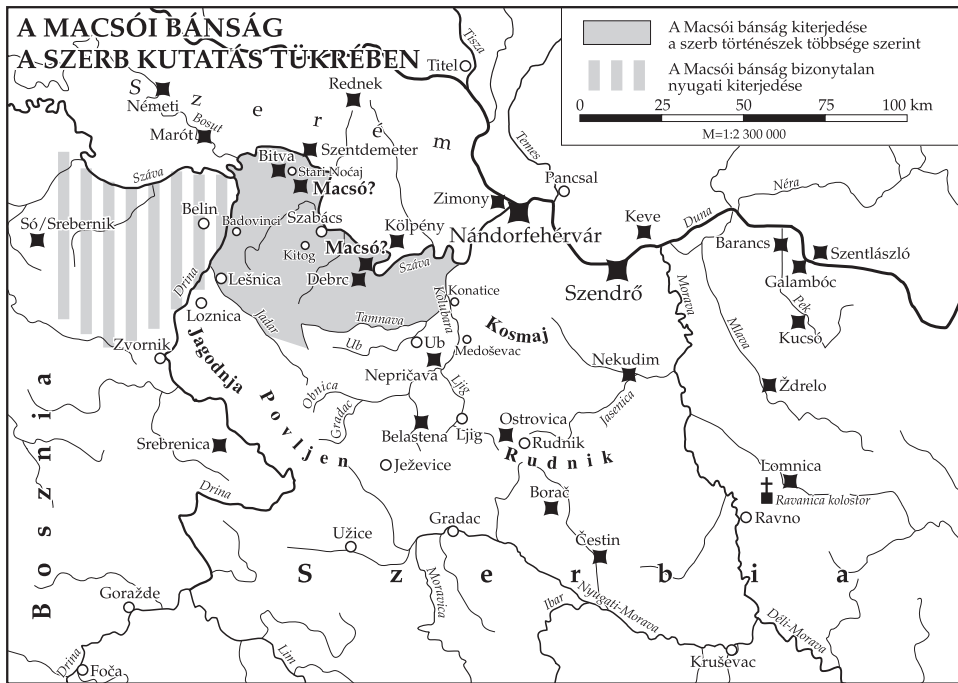 A MACSÓI BÁNSÁG
A SZERB KUTATÁS TÜKRÉBEN
A Macsói bánság kiterjedése
a szerb történészek többsége szerint
A Macsói bánság bizonytalan
nyugati kiterjedése
0 25 50 75 100 km
M=1:2 300 000
Tisza
Titel
Szerém
Németi
Rednek
Bosut
Marót
Szentdemeter
Bitva
Stari Noćaj
Macsó?
Temes
Pancsal
Zimony
Néra
Száva
Só/Srebernik
Belin
Badovinci
Szabács
Kitog
Kölpény
Macsó?
Nándorfehérvár
Keve
Duna
Barancs
Szentlászló
Galambóc
Száva
Debrc
Szendrő
Drina
Lešnica
Loznica
Jadar
Konatice
Kolubara
Morava
Pek
Kucsó
Tamnava
Kosmaj
Mlava
Zvornik
Ub
Ub
Medoševac
Jagodnja
Nepričava
Nekudim
Ždrelo
Povljen
Obnica
Gradac
Ljig
Jasenica
Bosznia
Belastena
Ljig
Ostrovica
Rudnik
Srebrenica
Ježevice
Rudnik
Lomnica
Ravanica kolostor
Drina
Borač
Ravno
Užice
Gradac
Čestin
Szerbia
Moravica
Goražde
Ibar
Nyugati-Morava
Déli-Morava
Drina
Foča
Lim
Kruševac